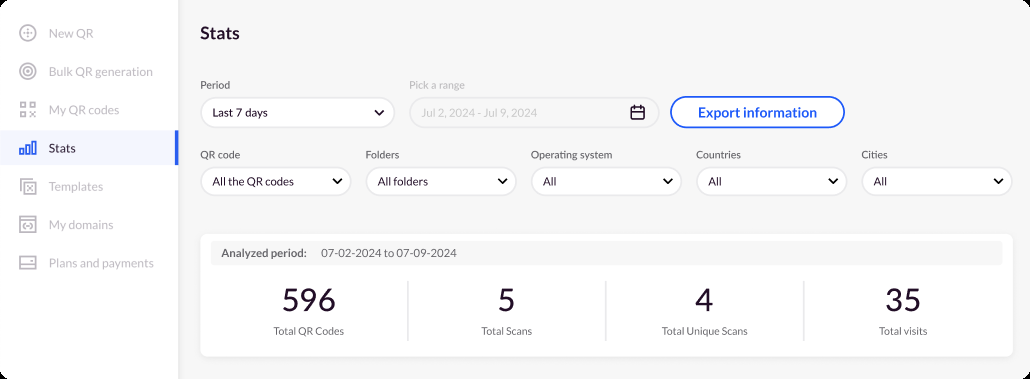 New QR
Bulk QR generation
My QR codes
Stats
Templates
My domains
Plans and payments
Stats
Period
Pick a range
Last 7 days
Jul 2, 2024 - Jul 9, 2024
Export information
QR code
Folders
Operating system
Countries
Cities
All the QR codes
All folders
All
All
All
Analyzed period: 07-02-2024 to 07-09-2024
596
5
4
35
Total QR Codes
Total Scans
Total Unique Scans
Total visits